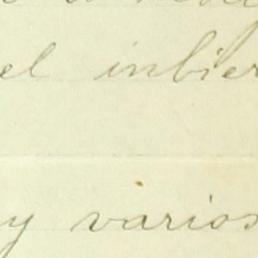 el inbier
y varios